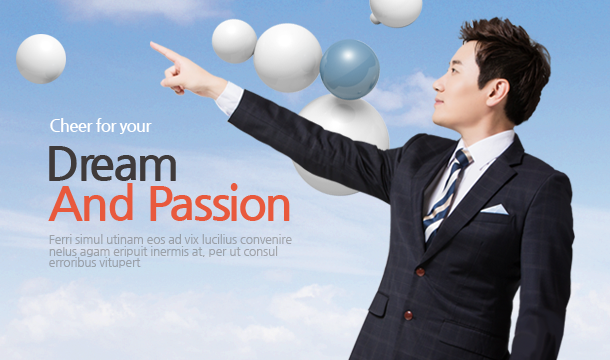 Cheer for your
Dream
And Passion
Ferri simul utinam eos ad vix lucilius convenire
nelus agam eripuit inermis at, per ut consul
erroribus vitupert